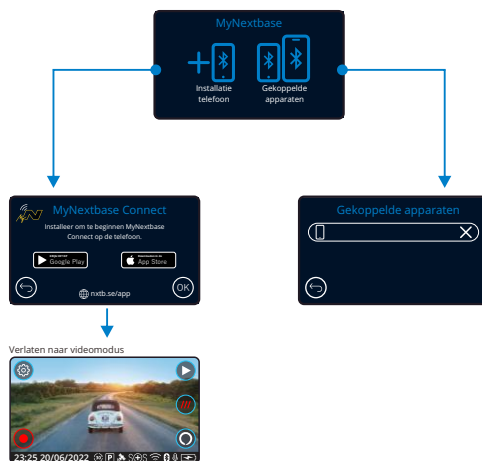 MyNextbase
Installatie
telefoon
Gekoppelde
apparaten
MyNextbase Connect
Installeer om te beginnen MyNextbase
Connect op de telefoon.
Google Play
App Store
OK
nxtb.se/app
Gekoppelde apparaten
Verlaten naar videomodus
23:25 20/06/2022